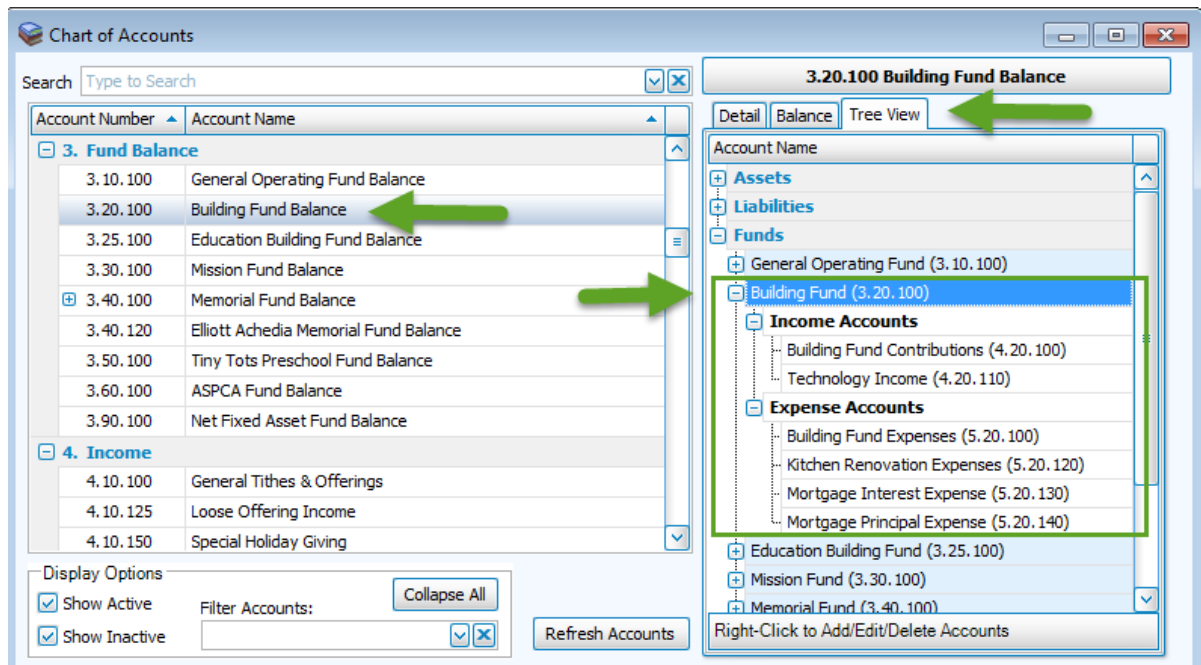 Chart of Accounts
Search Type to Search
Account Number Account Name
3. Fund Balance
3.10.100 General Operating Fund Balance
3.20.100 Building Fund Balance
3.25.100 Education Building Fund Balance
3.30.100 Mission Fund Balance
3.40.100 Memorial Fund Balance
3.40.120 Elliott Achedia Memorial Fund Balance
3.50.100 Tiny Tots Preschool Fund Balance
3.60.100 ASPCA Fund Balance
3.90.100 Net Fixed Asset Fund Balance
4. Income
4.10.100 General Tithes & Offerings
4.10.125 Loose Offering Income
4.10.150 Special Holiday Giving
Display Options
Show Active
Show Inactive
Filter Accounts:
Collapse All
Refresh Accounts
3.20.100 Building Fund Balance
Detail Balance Tree View
Account Name
Assets
Liabilities
Funds
General Operating Fund (3.10.100)
Building Fund (3.20.100)
Income Accounts
Building Fund Contributions (4.20.100)
Technology Income (4.20.110)
Expense Accounts
Building Fund Expenses (5.20.100)
Kitchen Renovation Expenses (5.20.120)
Mortgage Interest Expense (5.20.130)
Mortgage Principal Expense (5.20.140)
Education Building Fund (3.25.100)
Mission Fund (3.30.100)
Memorial Fund (3.40.100)
Right-Click to Add/Edit/Delete Accounts